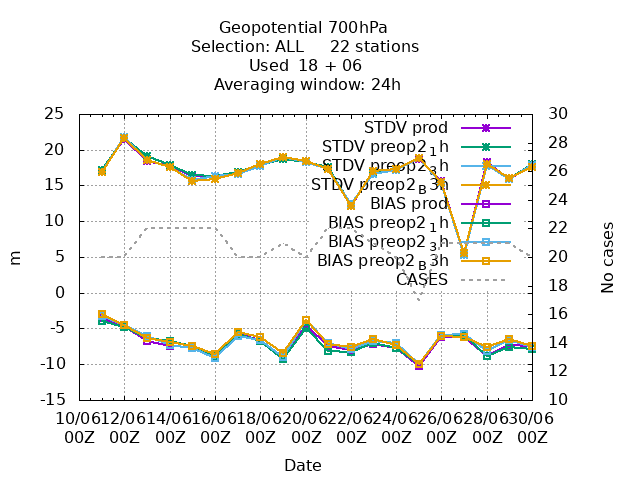 Geopotential 700hPa
Selection: ALL 22 stations
Used 18 + 06
Averaging window: 24h
25
20
15
10
5
0
-5
-10
-15
m
30
28
26
24
22
20
18
16
14
12
10
No cases
STDV prod
STDV preop2_1h
STDV preop2_3h
STDV preop2_B3h
BIAS prod
BIAS preop2_1h
BIAS preop2_3h
BIAS preop2_B3h
CASES
10/06 12/06 14/06 16/06 18/06 20/06 22/06 24/06 26/06 28/06 30/06
00Z 00Z 00Z 00Z 00Z 00Z 00Z 00Z 00Z 00Z 00Z
Date